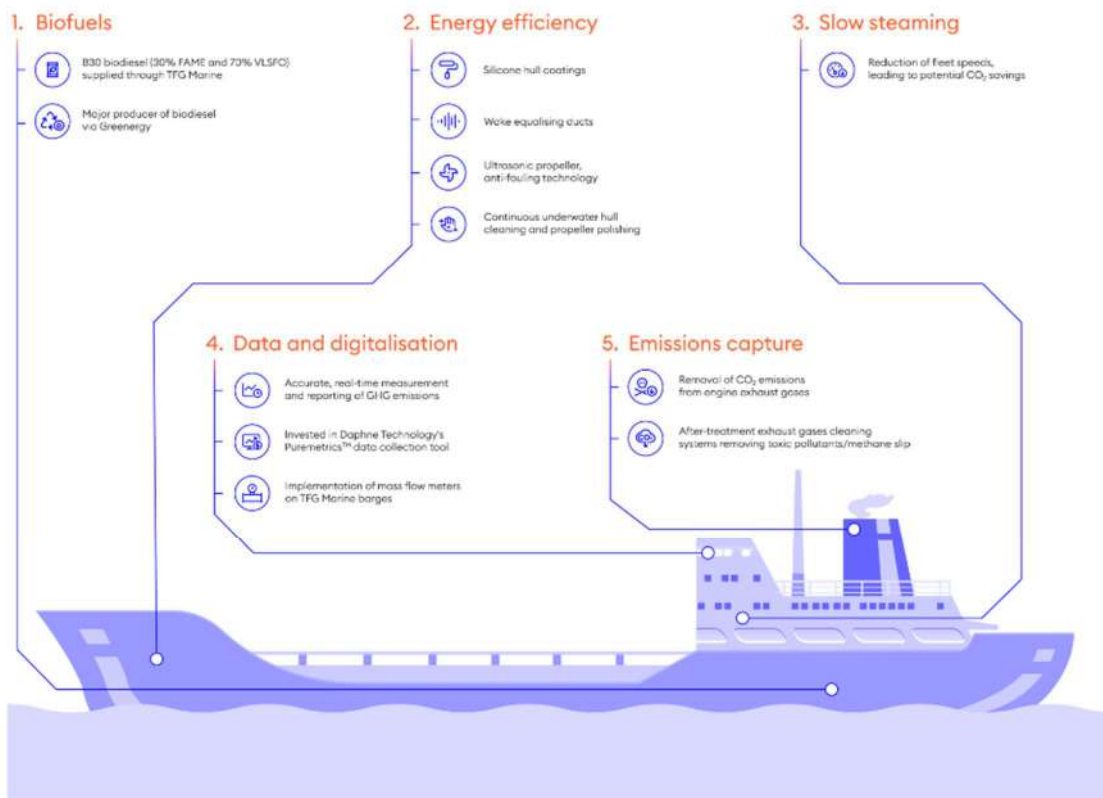 1. Biofuels
B30 biodiesel (30% FAME and 70% VLSFO)
supplied through TFG Marine
Major producer of biodiesel
via Greenergy
2. Energy efficiency
Silicone hull coatings
Wake equalising ducts
Ultrasonic propeller,
anti-fouling technology
Continuous underwater hull
cleaning and propeller polishing
3. Slow steaming
Reduction of fleet speeds,
leading to potential CO₂ savings
4. Data and digitalisation
Accurate, real-time measurement
and reporting of GHG emissions
Invested in Daphne Technology's
Puremetrics™ data collection tool
Implementation of mass flow meters
on TFG Marine barges
5. Emissions capture
Removal of CO₂ emissions
from engine exhaust gases
After-treatment exhaust gases cleaning
systems removing toxic pollutants/methane slip